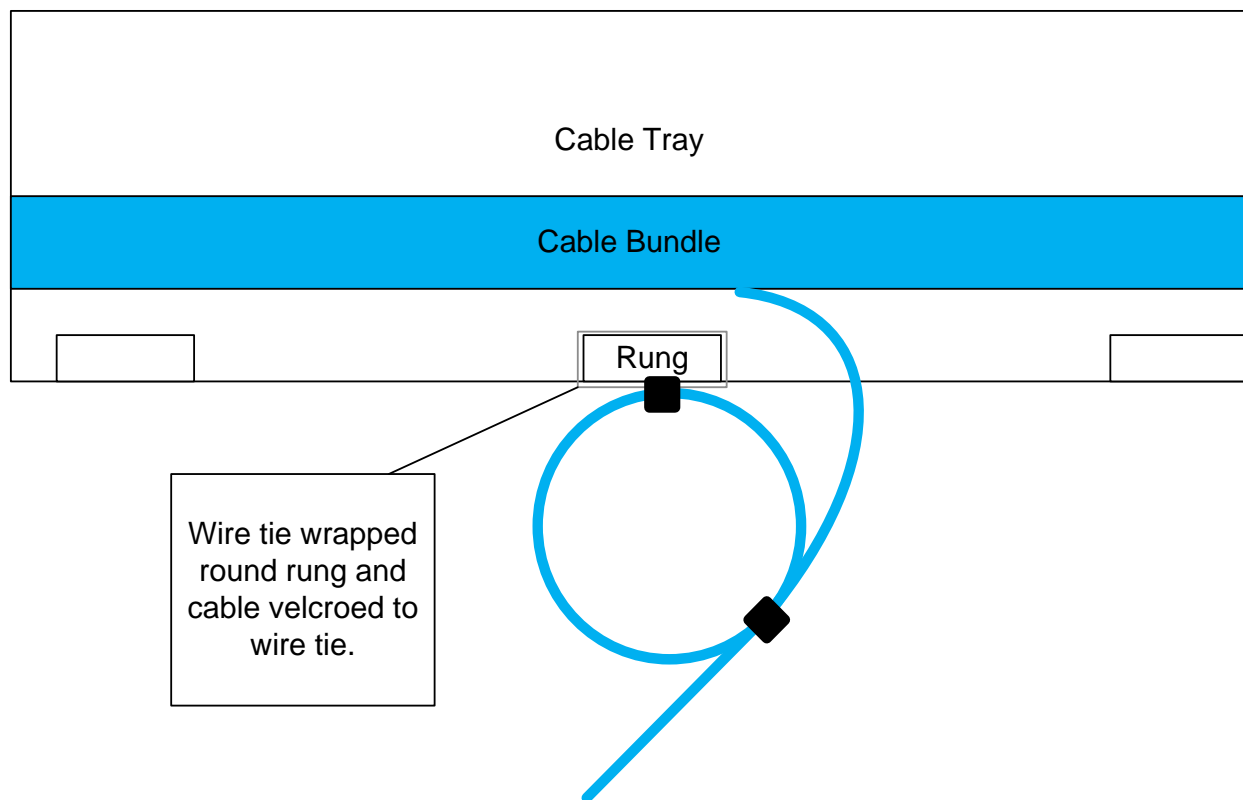 Cable Tray
Cable Bundle
Rung
Wire tie wrapped
round rung and
cable velcroed to
wire tie.